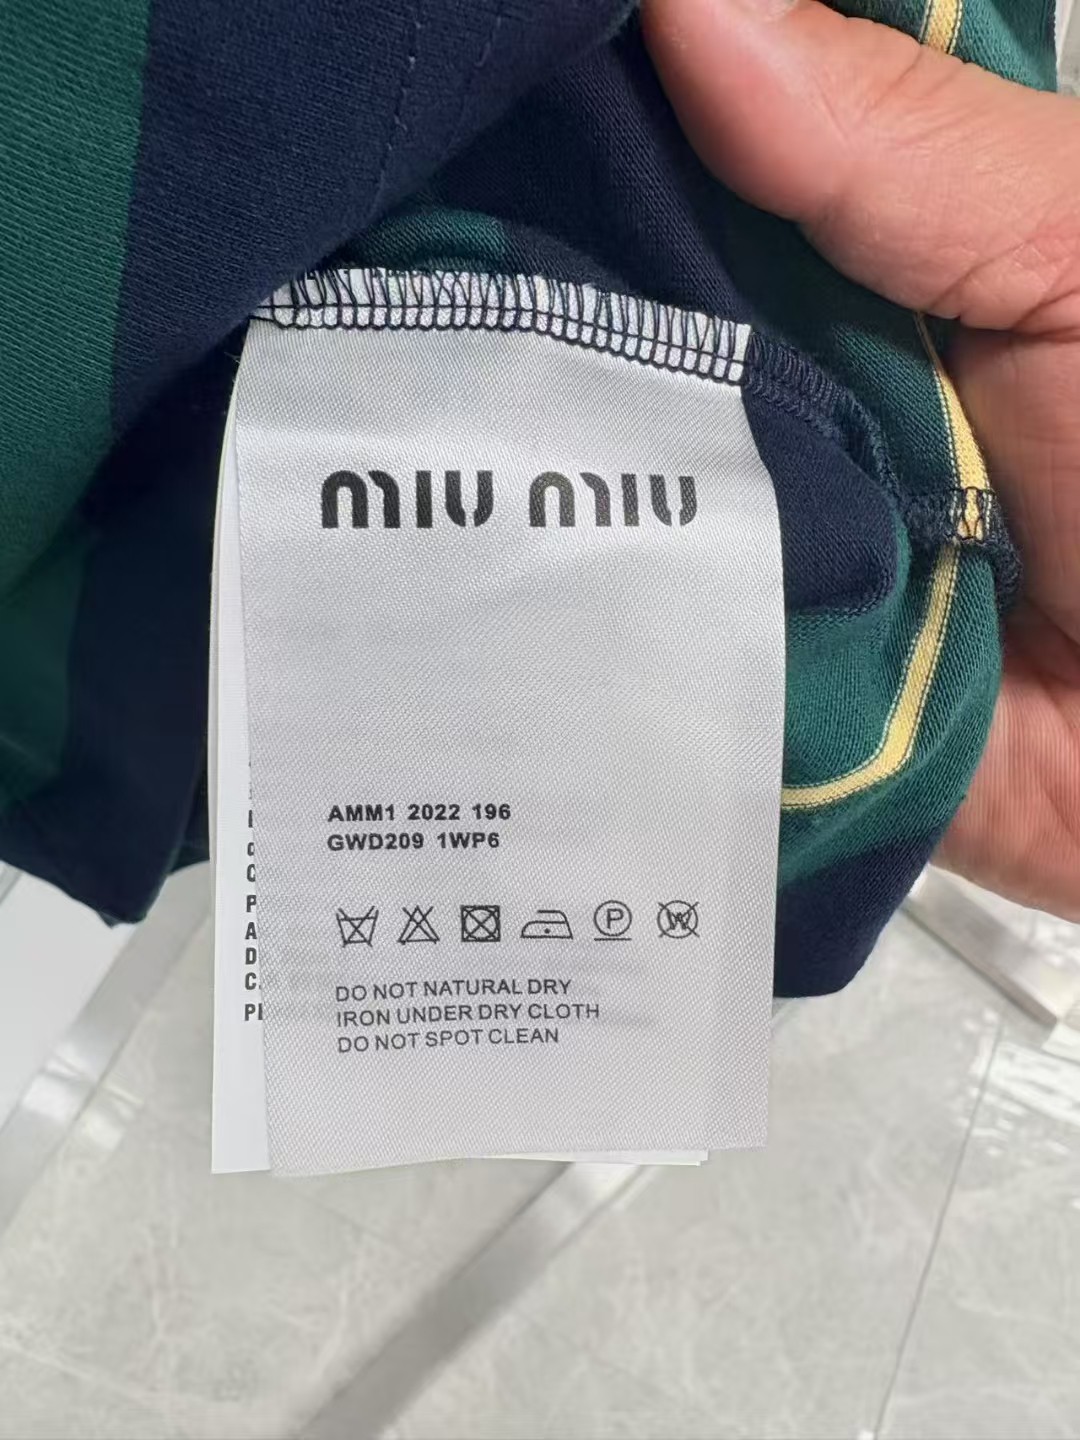 MIU MIU
AMM1 2022 196
GWD209 1WP6
P
W
DO NOT NATURAL DRY
IRON UNDER DRY CLOTH
DO NOT SPOT CLEAN